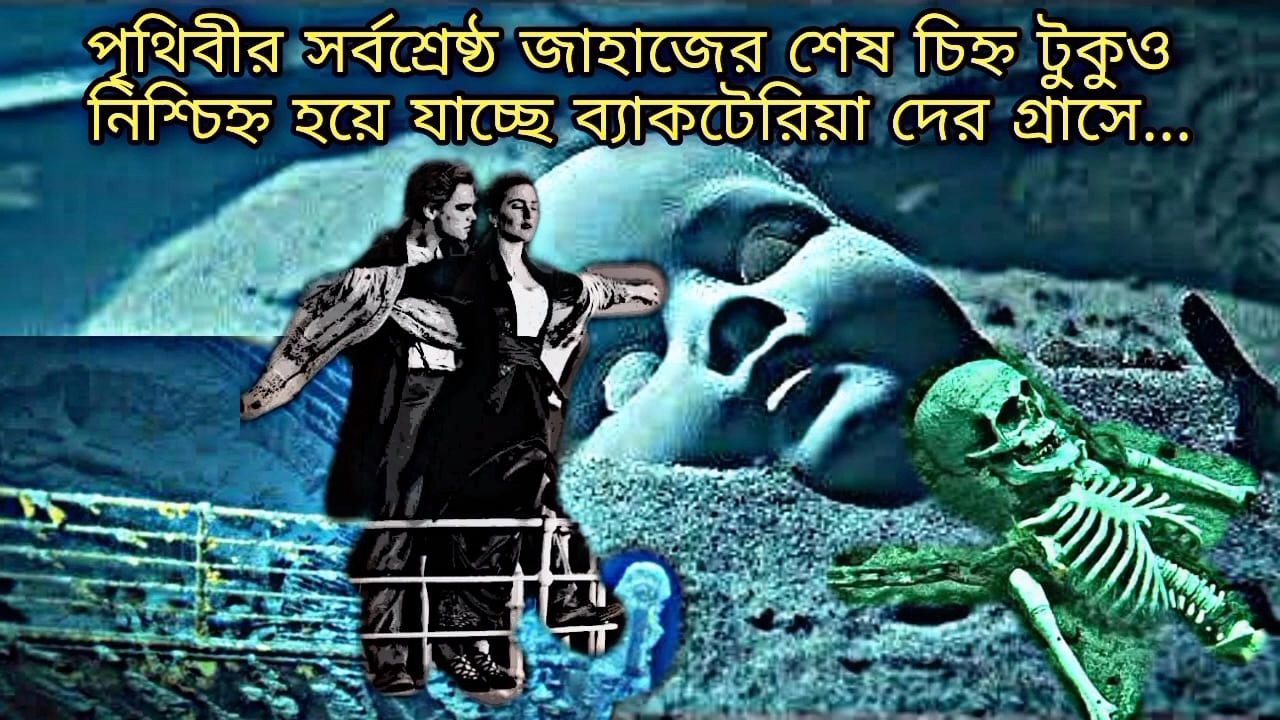 পৃথিবীর সর্বশ্রেষ্ঠ জাহাজের শেষ চিহ্ন টুকুও
নিশ্চিহ্ন হয়ে যাচ্ছে ব্যাকটেরিয়া দের গ্রাসে...